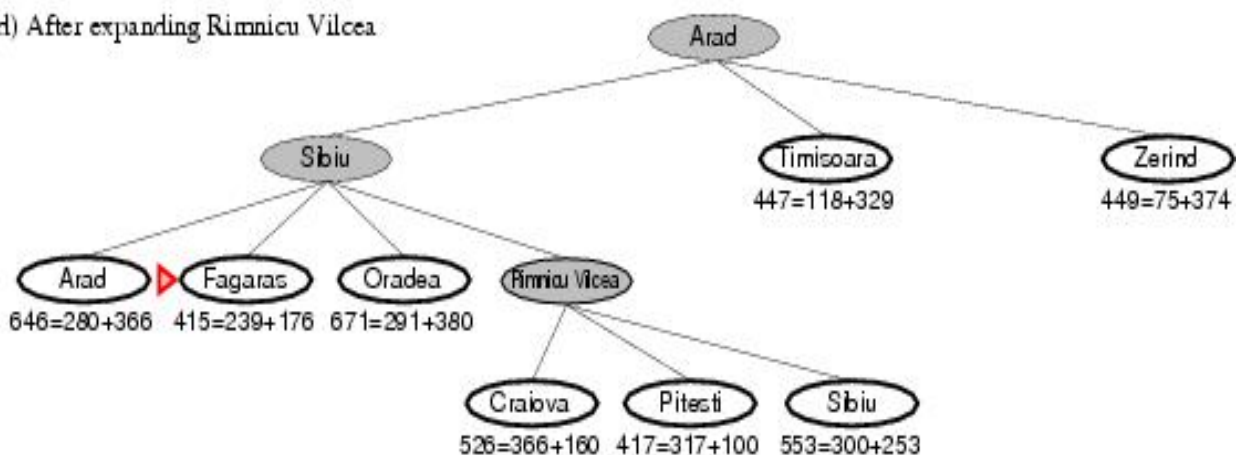 d) After expanding Rimnicu Vilcea
Arad
Sibiu
Timisoara
Zerind
447=118+329
449=75+374
Arad
Fagaras
Oradea
Rimnicu Vilcea
646=280+366
415=239+176
671=291+380
Craiova
Pitesti
Sibiu
526=366+160
417=317+100
553=300+253